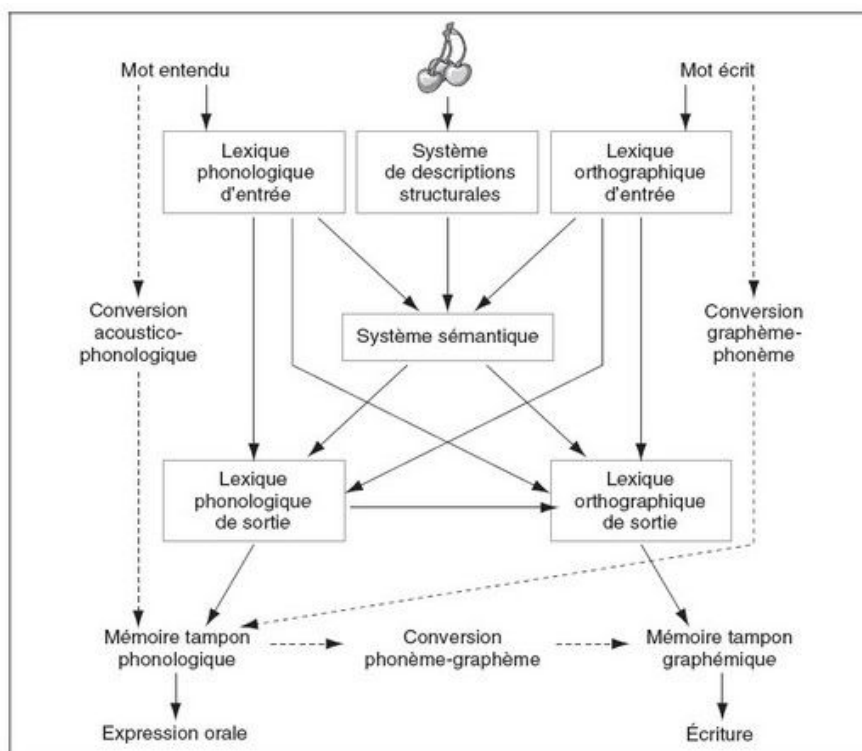 Mot entendu
Mot écrit
Lexique
phonologique
d'entrée
Système
de descriptions
structurales
Lexique
orthographique
d'entrée
Conversion
acoustico-
phonologique
Système sémantique
Conversion
graphème-
phonème
Lexique
phonologique
de sortie
Lexique
orthographique
de sortie
Mémoire tampon
phonologique
Conversion
phonème-graphème
Mémoire tampon
graphémique
Expression orale
Écriture